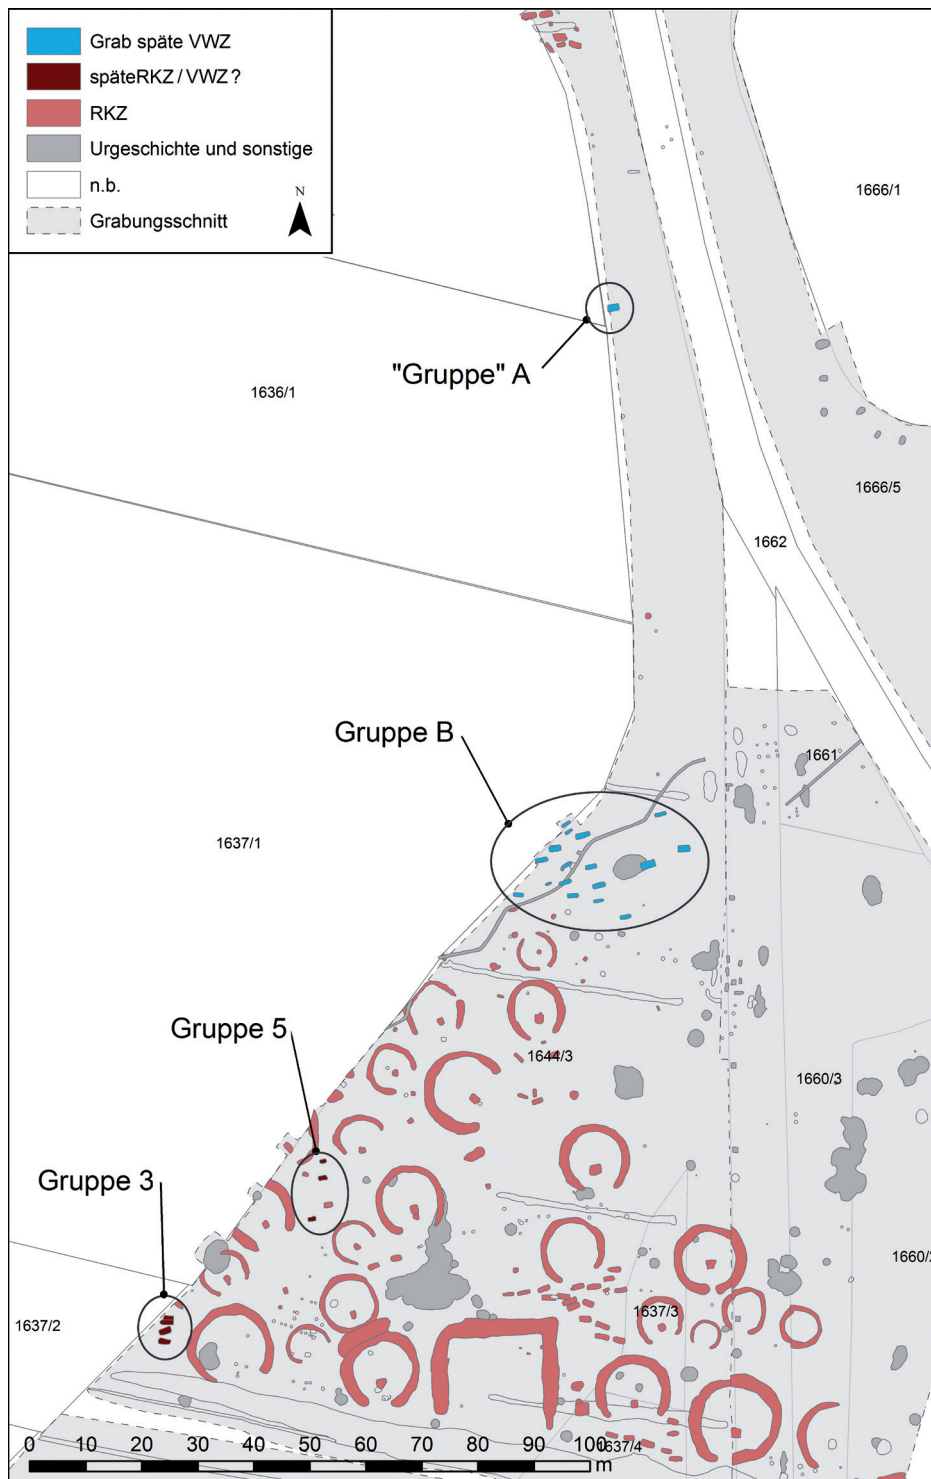 Grab späte VWZ
späteRKZ / VWZ ?
RKZ
Urgeschichte und sonstige
n.b.
Grabungsschnitt
N
1666/1
"Gruppe" A
1636/1
1666/5
1662
Gruppe B
1661
1637/1
Gruppe 5
1644/3
1660/3
Gruppe 3
1660/2
1637/3
1637/2
1637/4
0 10 20 30 40 50 60 70 80 90 100
m